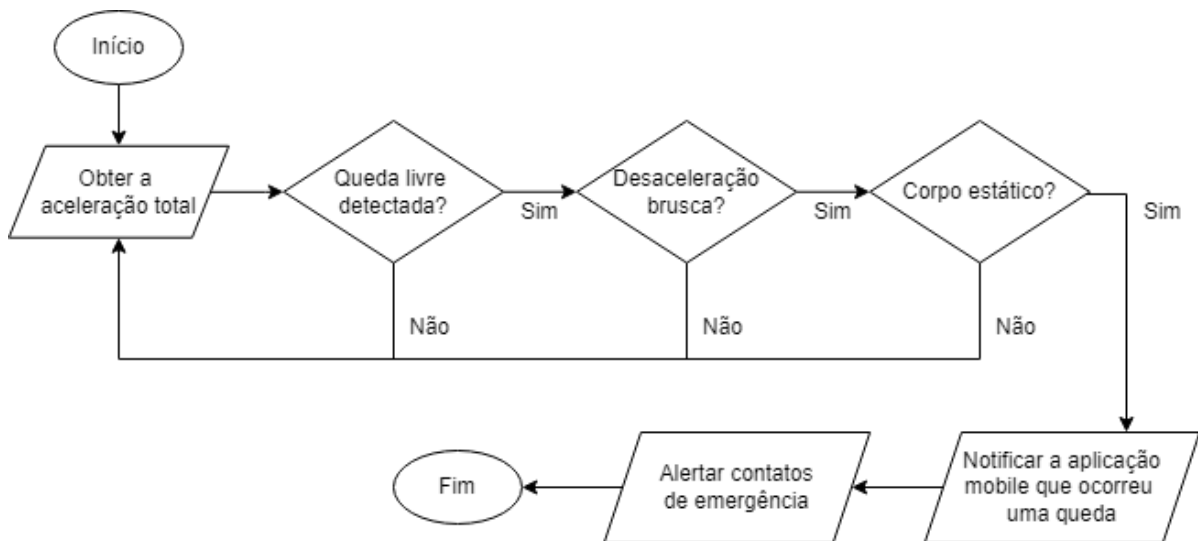 Início
Obter a
aceleração total
Queda livre
detectada?
Sim
Não
Desaceleração
brusca?
Sim
Não
Corpo estático?
Sim
Não
Notificar a aplicação
mobile que ocorreu
uma queda
Alertar contatos
de emergência
Fim